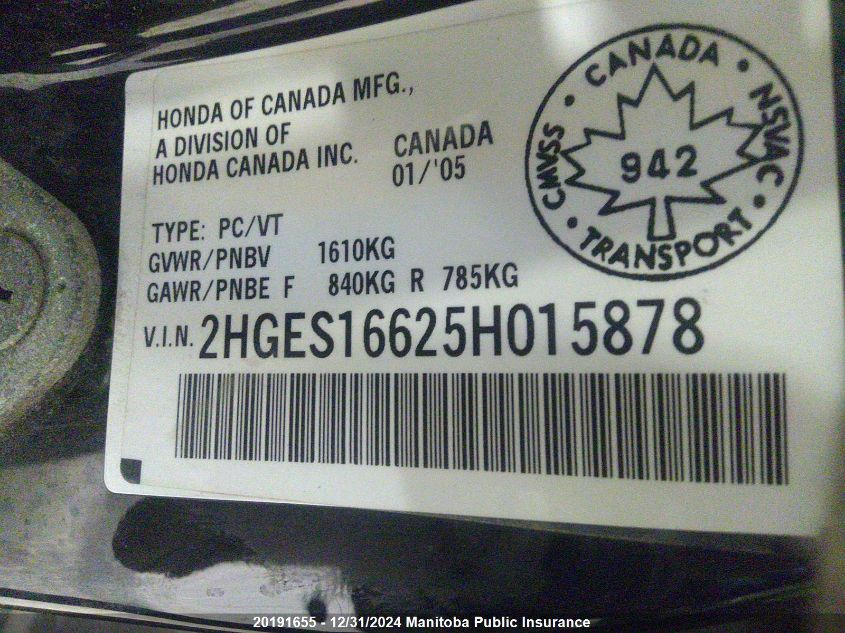 HONDA OF CANADA MFG.,
A DIVISION OF
HONDA CANADA INC.
CANADA
01/'05
TYPE: PC/VT
GVWR/PNBV 1610KG
GAWR/PNBE F 840KG R 785KG
V.I.N. 2HGES16625H015878
CANADA • NSVAC • TRANSPORT • CMVSS •
942
20191655 - 12/31/2024 Manitoba Public Insurance